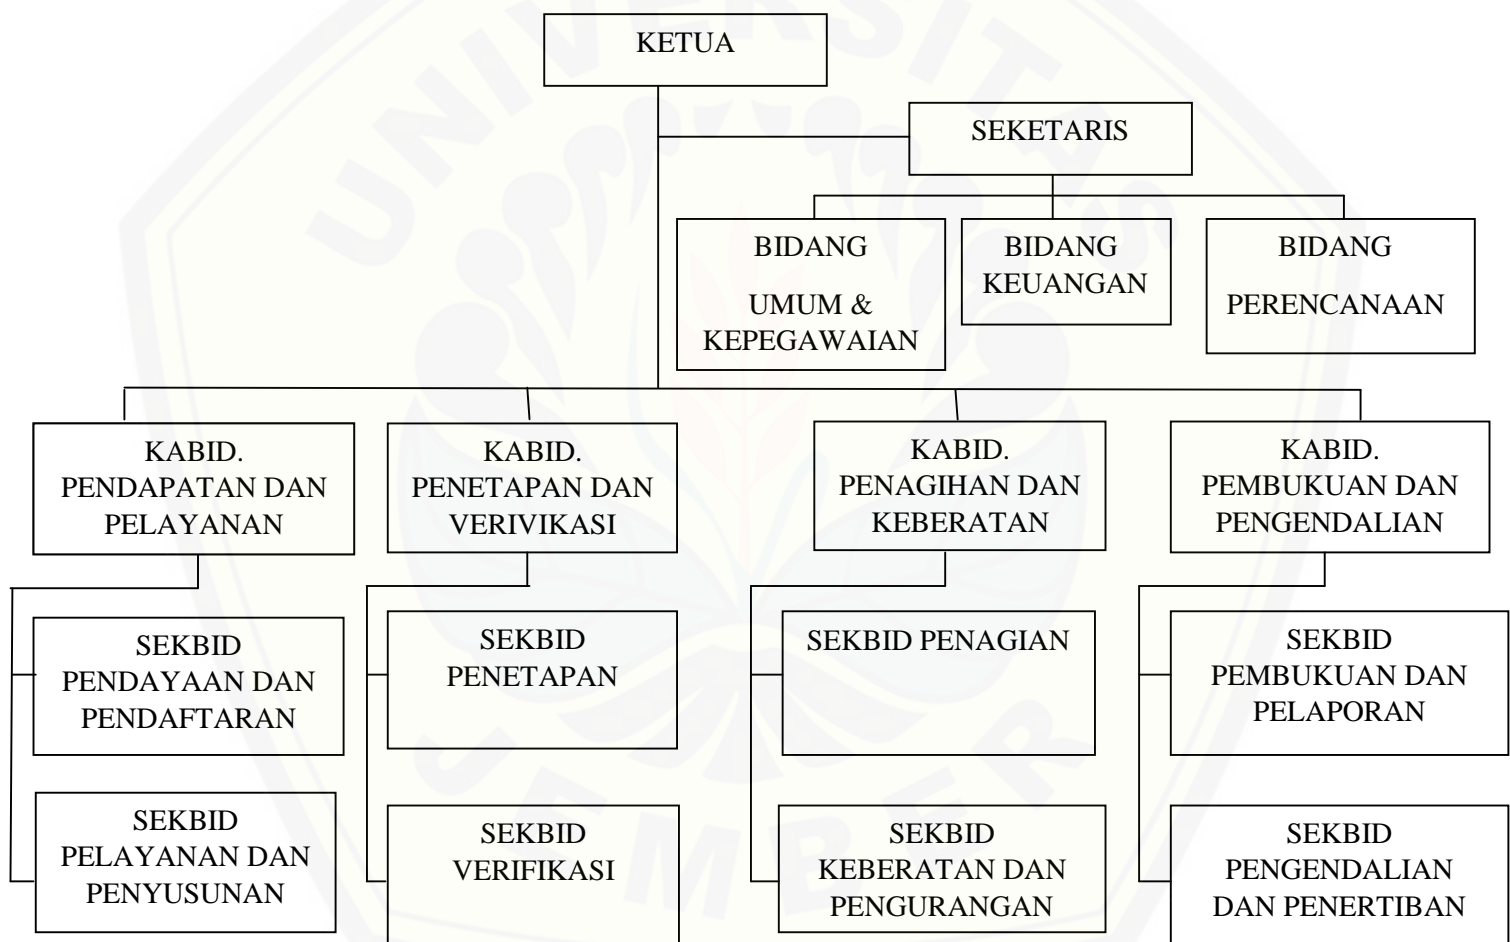 UNIVERSITAS
JEMBER
KETUA
SEKETARIS
BIDANG
UMUM &
KEPEGAWAIAN
BIDANG
KEUANGAN
BIDANG
PERENCANAAN
KABID.
PENDAPATAN DAN
PELAYANAN
KABID.
PENETAPAN DAN
VERIVIKASI
KABID.
PENAGIHAN DAN
KEBERATAN
KABID.
PEMBUKUAN DAN
PENGENDALIAN
SEKBID
PENDAYAAN DAN
PENDAFTARAN
SEKBID
PENETAPAN
SEKBID PENAGIAN
SEKBID
PEMBUKUAN DAN
PELAPORAN
SEKBID
PELAYANAN DAN
PENYUSUNAN
SEKBID
VERIFIKASI
SEKBID
KEBERATAN DAN
PENGURANGAN
SEKBID
PENGENDALIAN
DAN PENERTIBAN